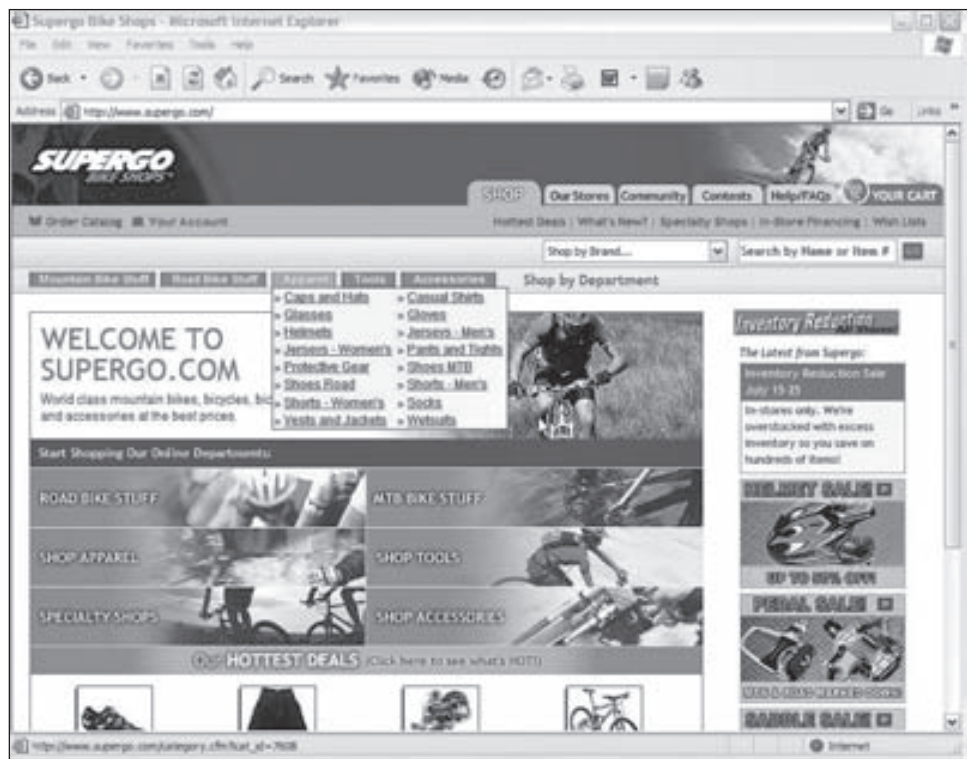 Supergo Bike Shops - Microsoft Internet Explorer
File Edit View Favorites Tools Help
Back Search Favorites Media
Address http://www.supergo.com/ Go Links »
SUPERGO
BIKE SHOPS
SHOP Our Stores Community Contests Help/FAQs YOUR CART
Order Catalog Your Account Hottest Deals | What's New? | Specialty Shops | In-Store Financing | Wish Lists
Shop by Brand... Search by Name or Item #
Mountain Bike Stuff Road Bike Stuff Apparel Tools Accessories Shop by Department
» Caps and Hats » Casual Shirts
» Glasses » Gloves
» Helmets » Jerseys - Men's
» Jerseys - Women's » Pants and Tights
» Protective Gear » Shoes MTB
» Shoes Road » Shorts - Men's
» Shorts - Women's » Socks
» Vests and Jackets » Wetsuits
WELCOME TO
SUPERGO.COM
World class mountain bikes, bicycles, bic
and accessories at the best prices.
Start Shopping Our Online Departments:
ROAD BIKE STUFF MTB BIKE STUFF
SHOP APPAREL SHOP TOOLS
SPECIALTY SHOPS SHOP ACCESSORIES
Our HOTTEST DEALS (Click here to see what's HOT!)
Inventory Reduction
The Latest from Supergo:
Inventory Reduction Sale
July 15-25
In-stores only. We're
overstocked with excess
inventory so you save on
hundreds of items!
HELMET SALE!
UP TO 50% OFF!
PEDAL SALE!
MTB & ROAD MARKED DOWN!
SADDLE SALE!
http://www.supergo.com/category.cfm?cat_id=7608 Internet